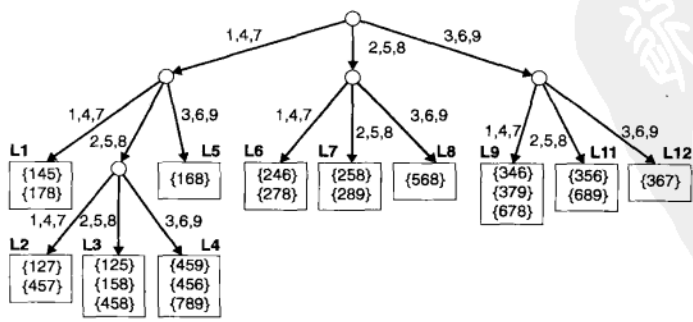 1,4,7 2,5,8 3,6,9
1,4,7 2,5,8 3,6,9 1,4,7 2,5,8 3,6,9 1,4,7 2,5,8 3,6,9
L1 L5 L6 L7 L8 L9 L11 L12
{145} {168} {246} {258} {568} {346} {356} {367}
{178} {278} {289} {379} {689}
{678}
1,4,7 2,5,8 3,6,9
L2 L3 L4
{127} {125} {459}
{457} {158} {456}
{458} {789}